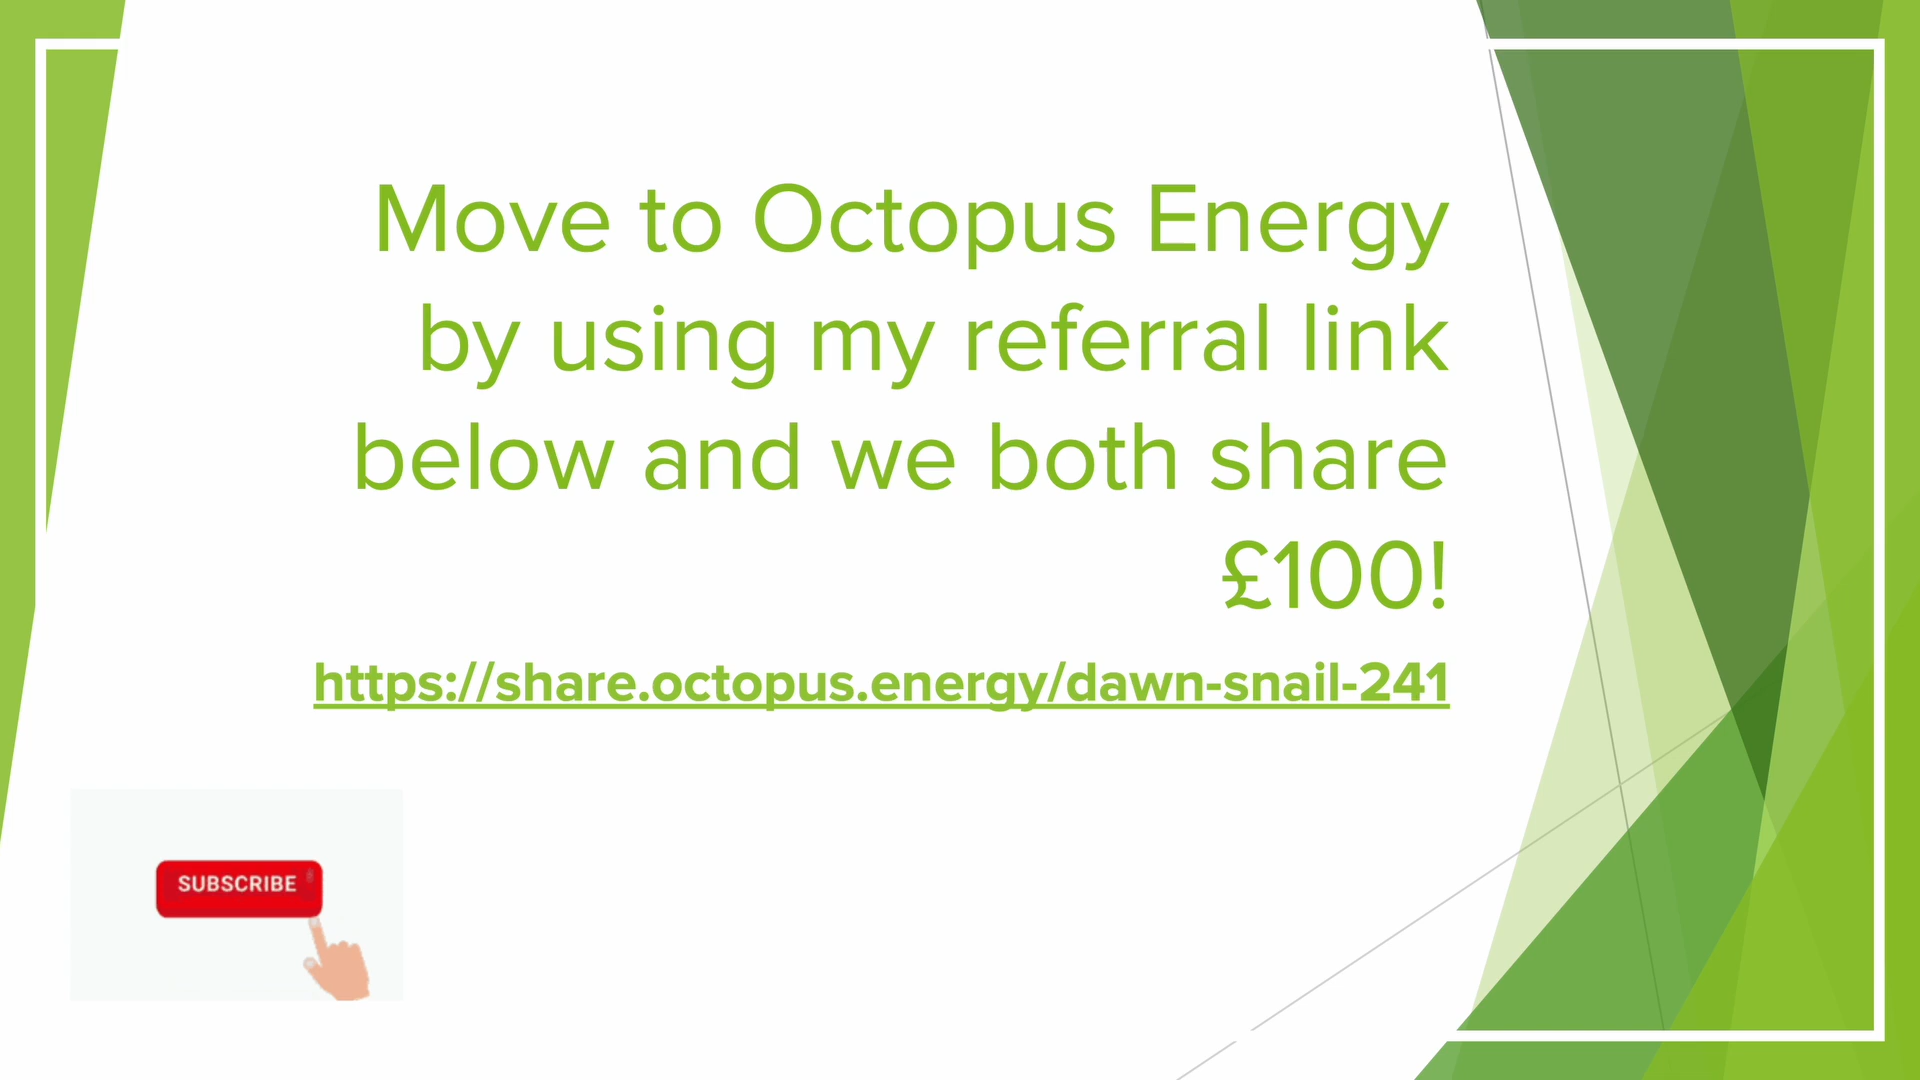 Move to Octopus Energy
by using my referral link
below and we both share
£100!
https://share.octopus.energy/dawn-snail-241
SUBSCRIBE